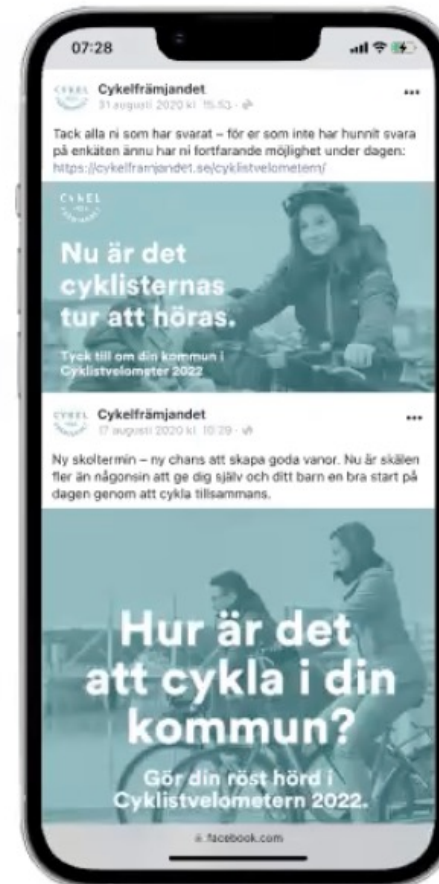 07:28
Cykelfrämjandet
31 augusti 2020 kl. 15:53
Tack alla ni som har svarat – för er som inte har hunnit svara
på enkäten ännu har ni fortfarande möjlighet under dagen:
https://cykelframjandet.se/cyklistvelometern/
CYKEL
Nu är det
cyklisternas
tur att höras.
Tyck till om din kommun i
Cyklistvelometer 2022
Cykelfrämjandet
17 augusti 2020 kl. 10:29
Ny skoltermin – ny chans att skapa goda vanor. Nu är skälen
fler än någonsin att ge dig själv och ditt barn en bra start på
dagen genom att cykla tillsammans.
Hur är det
att cykla i din
kommun?
Gör din röst hörd i
Cyklistvelometern 2022.
facebook.com